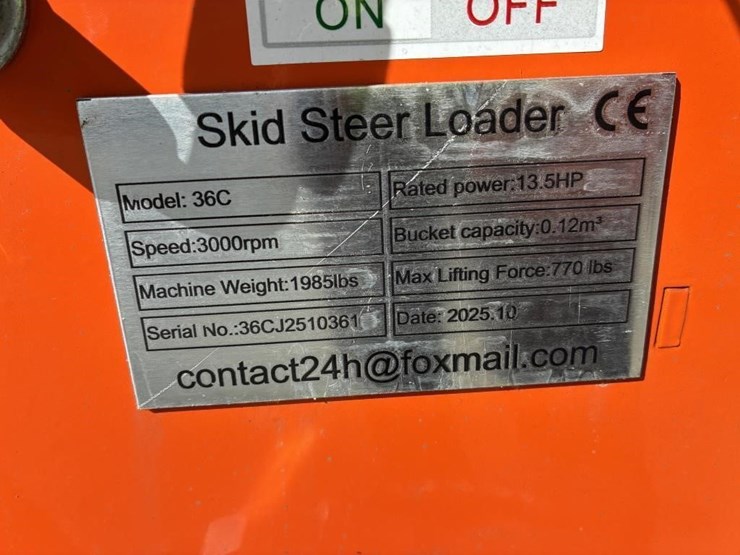 ON OFF
Skid Steer Loader CE
Model: 36C
Rated power:13.5HP
Speed:3000rpm
Bucket capacity:0.12m³
Machine Weight:1985lbs
Max Lifting Force:770 lbs
Serial No.:36CJ2510361
Date: 2025.10
contact24h@foxmail.com